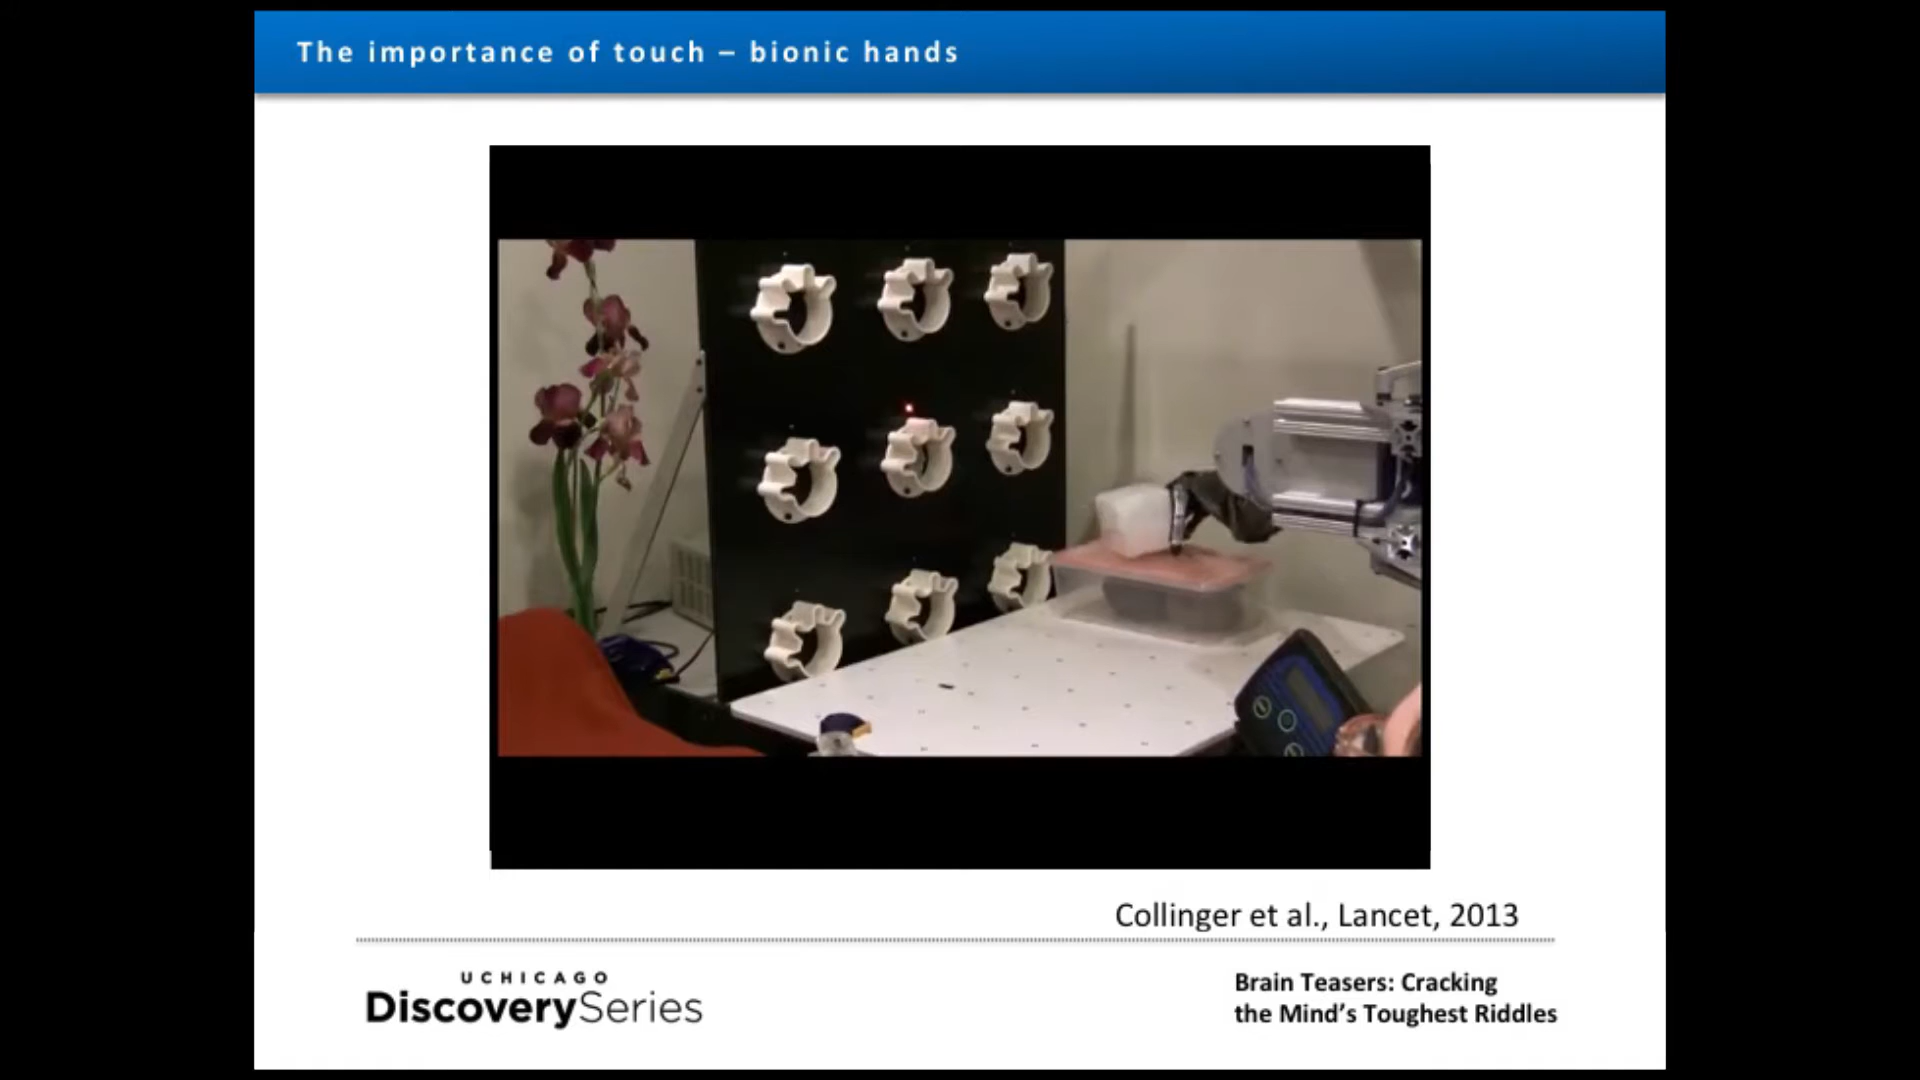 The importance of touch – bionic hands
Collinger et al., Lancet, 2013
UCHICAGO
DiscoverySeries
Brain Teasers: Cracking
the Mind's Toughest Riddles